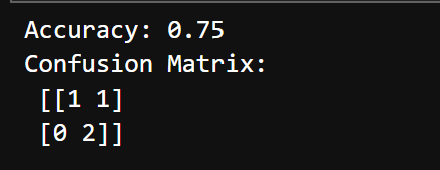 Accuracy: 0.75
Confusion Matrix:
[[1 1]
[0 2]]